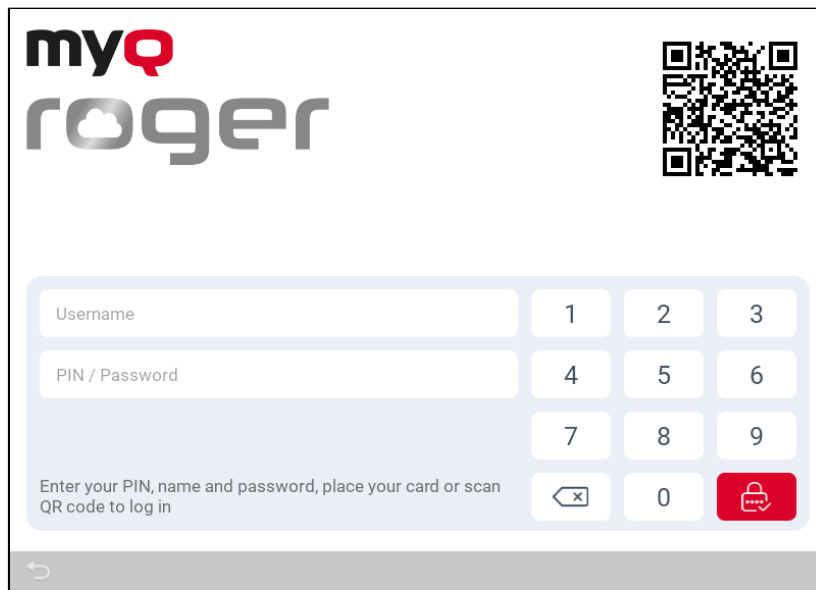 myQ
roger
Username
PIN / Password
1 2 3
4 5 6
7 8 9
0
Enter your PIN, name and password, place your card or scan
QR code to log in